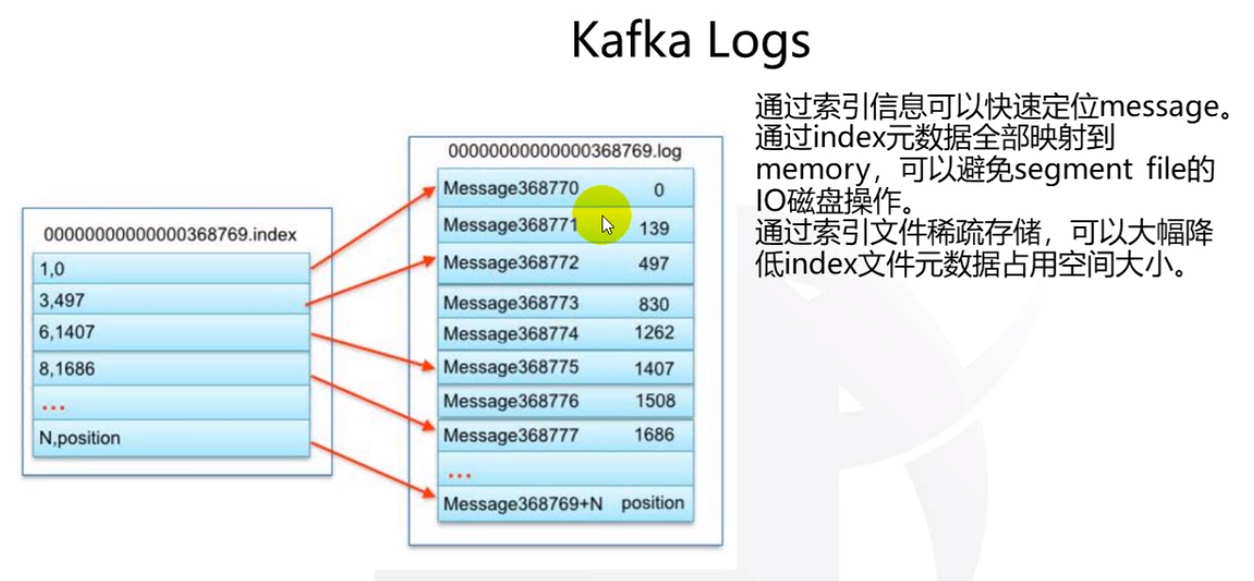 Kafka Logs
通过索引信息可以快速定位message。
通过index元数据全部映射到
memory，可以避免segment file的
IO磁盘操作。
通过索引文件稀疏存储，可以大幅降
低index文件元数据占用空间大小。
00000000000000368769.index
1,0
3,497
6,1407
8,1686
...
N,position
00000000000000368769.log
Message368770 0
Message368771 139
Message368772 497
Message368773 830
Message368774 1262
Message368775 1407
Message368776 1508
Message368777 1686
...
Message368769+N position